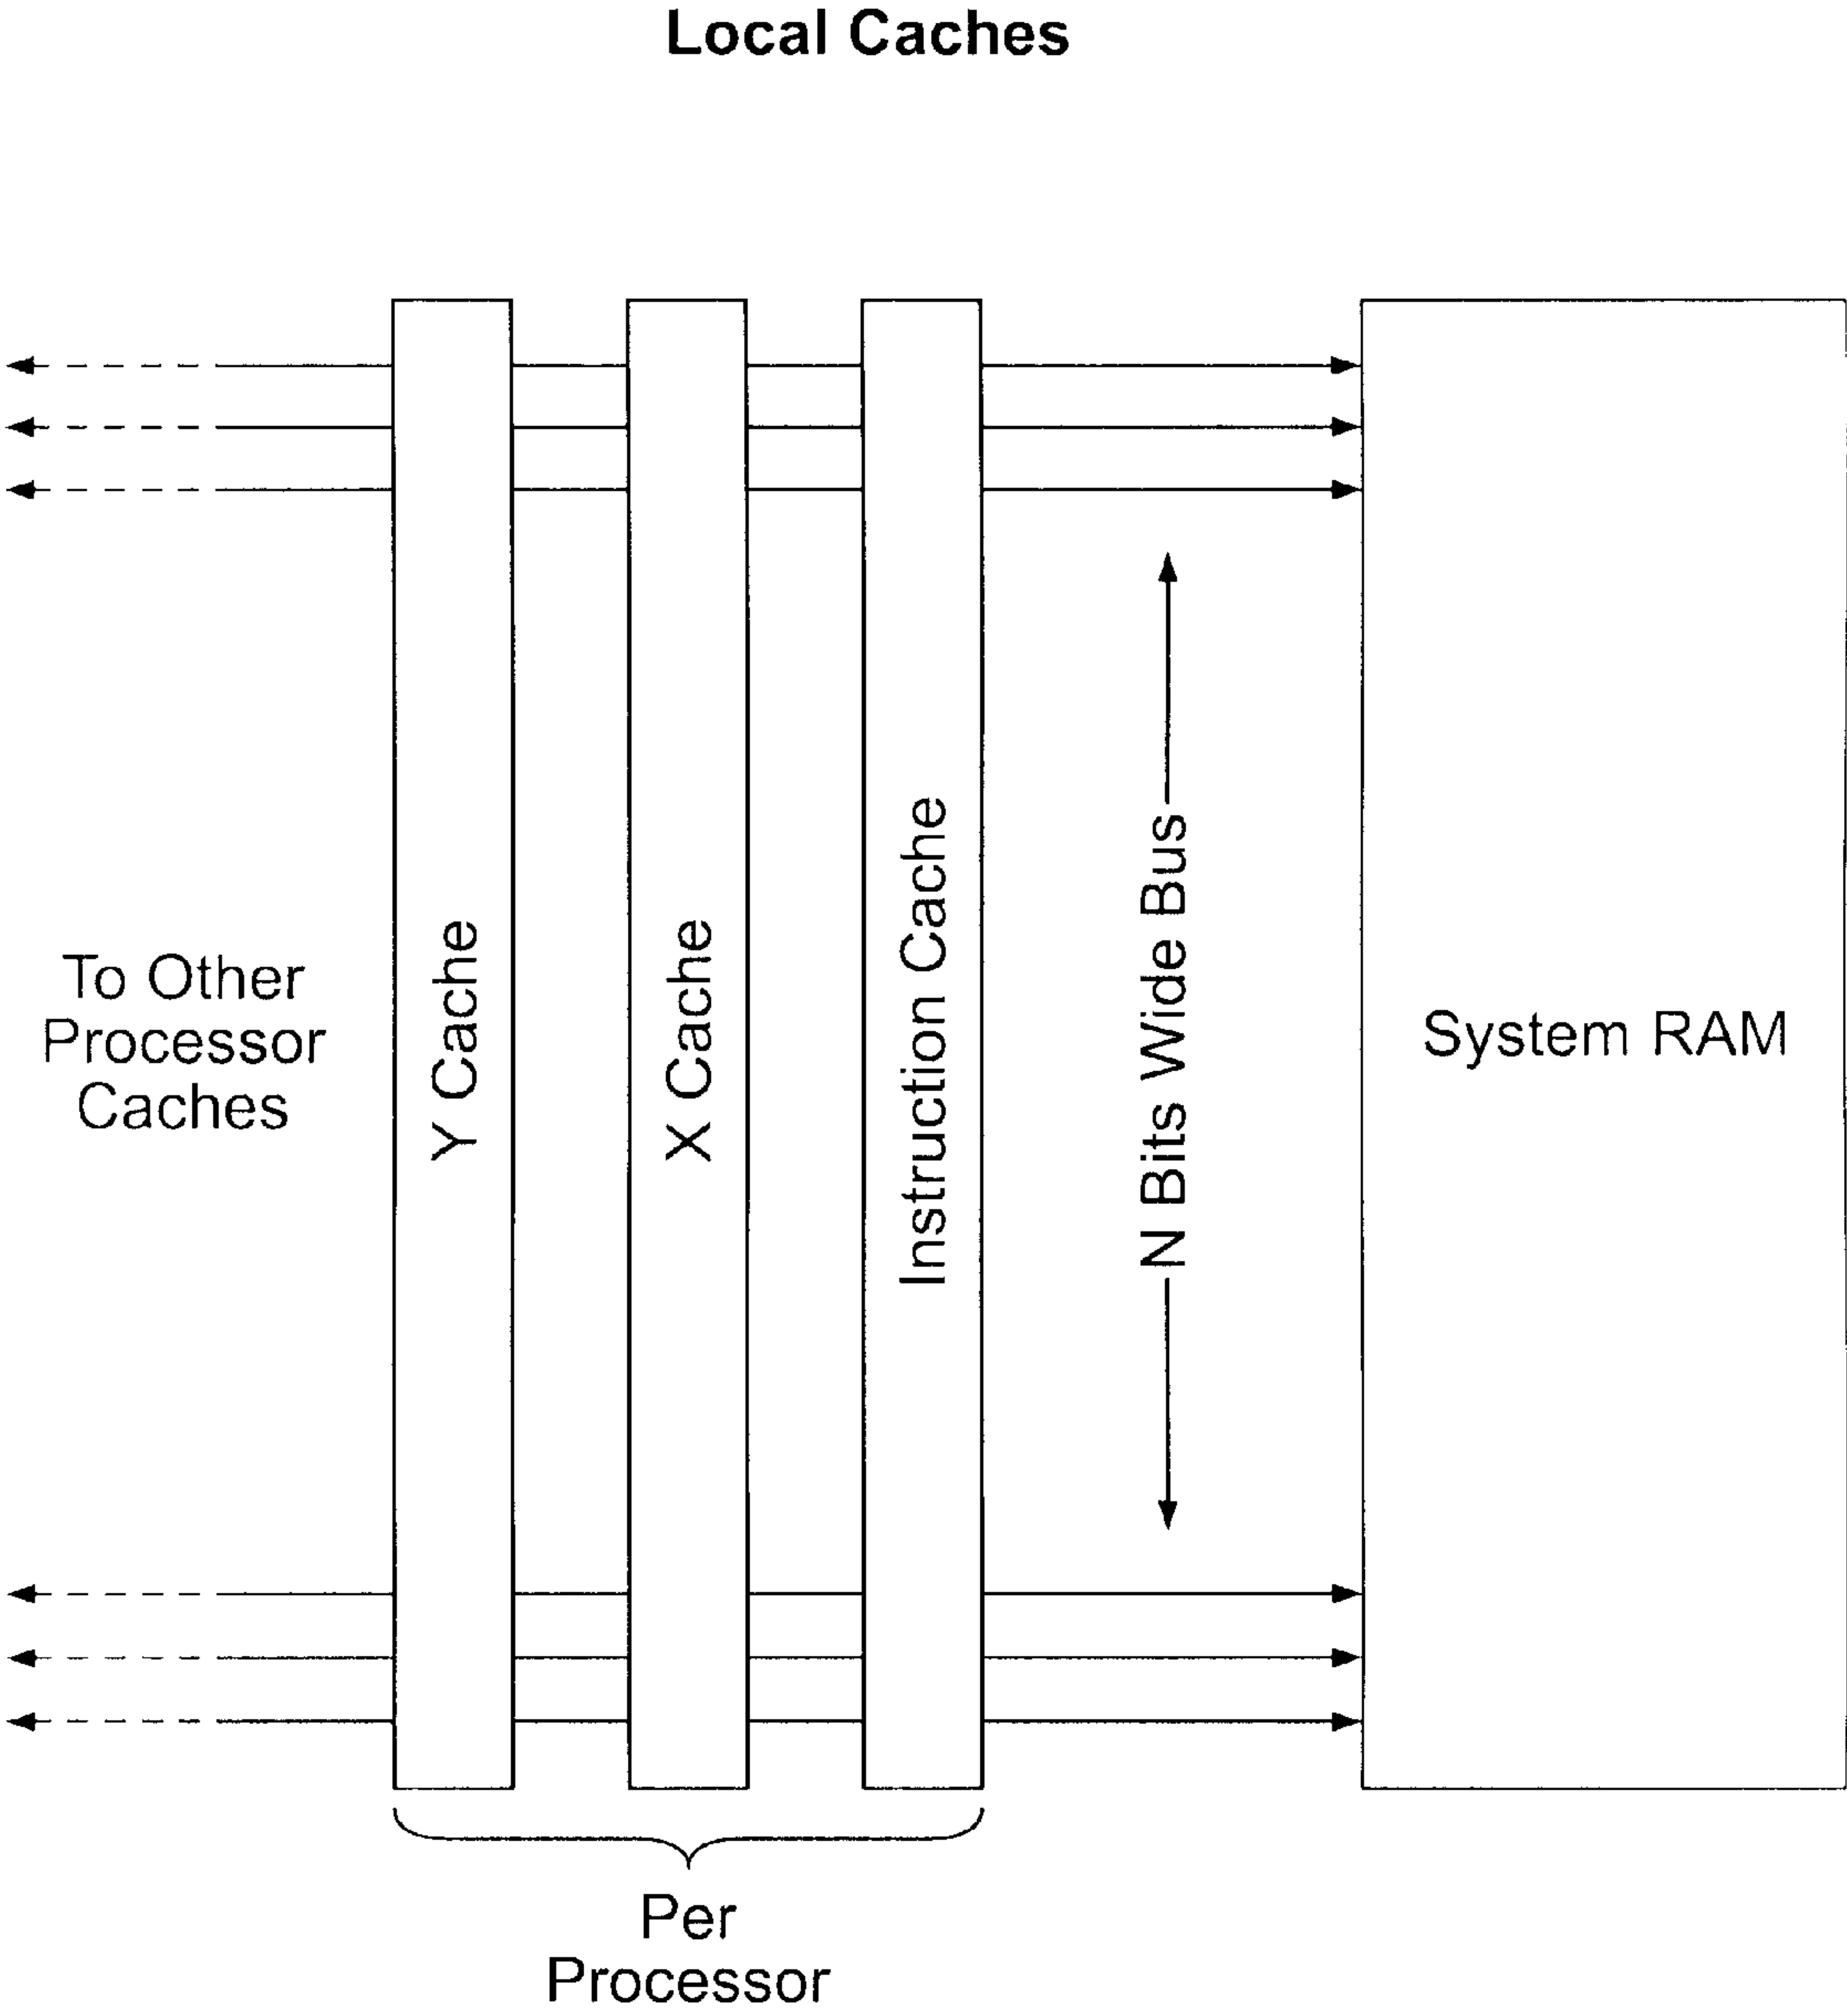 Local Caches
To Other
Processor
Caches
Y Cache
X Cache
Instruction Cache
N Bits Wide Bus
System RAM
Per
Processor